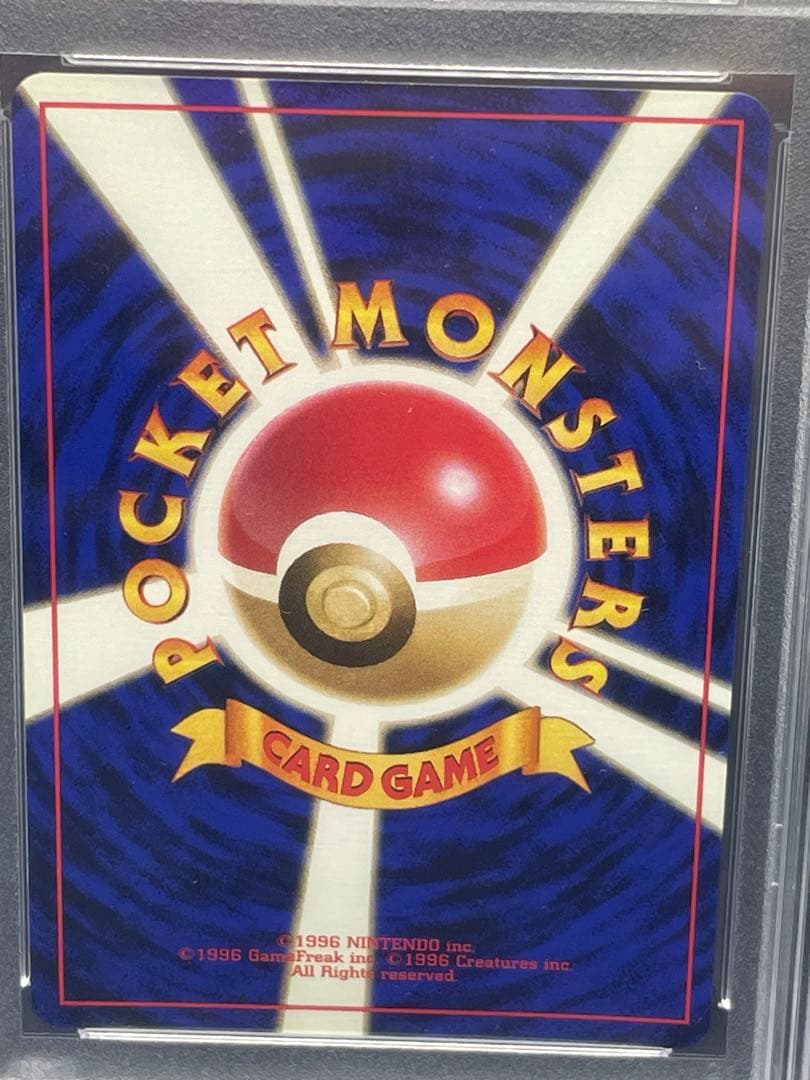 POCKET MONSTERS
CARD GAME
©1996 NINTENDO inc.
©1996 GameFreak inc. ©1996 Creatures inc.
All Rights reserved.